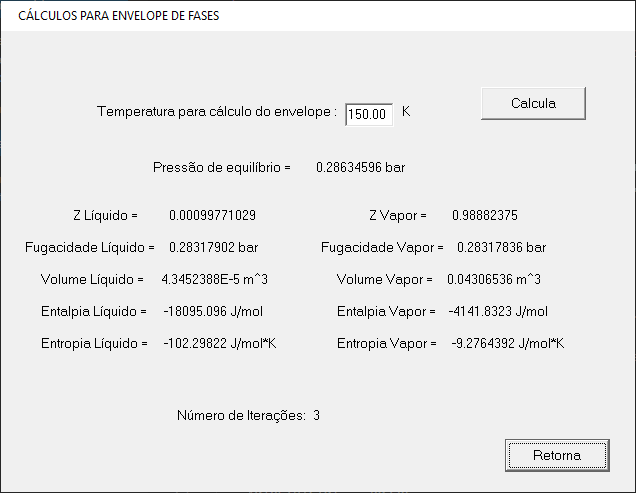 CÁLCULOS PARA ENVELOPE DE FASES
Temperatura para cálculo do envelope : 150.00 K
Calcula
Pressão de equilíbrio = 0.28634596 bar
Z Líquido = 0.00099771029 Z Vapor = 0.98882375
Fugacidade Líquido = 0.28317902 bar Fugacidade Vapor = 0.28317836 bar
Volume Líquido = 4.3452388E-5 m^3 Volume Vapor = 0.04306536 m^3
Entalpia Líquido = -18095.096 J/mol Entalpia Vapor = -4141.8323 J/mol
Entropia Líquido = -102.29822 J/mol*K Entropia Vapor = -9.2764392 J/mol*K
Número de Iterações: 3
Retorna